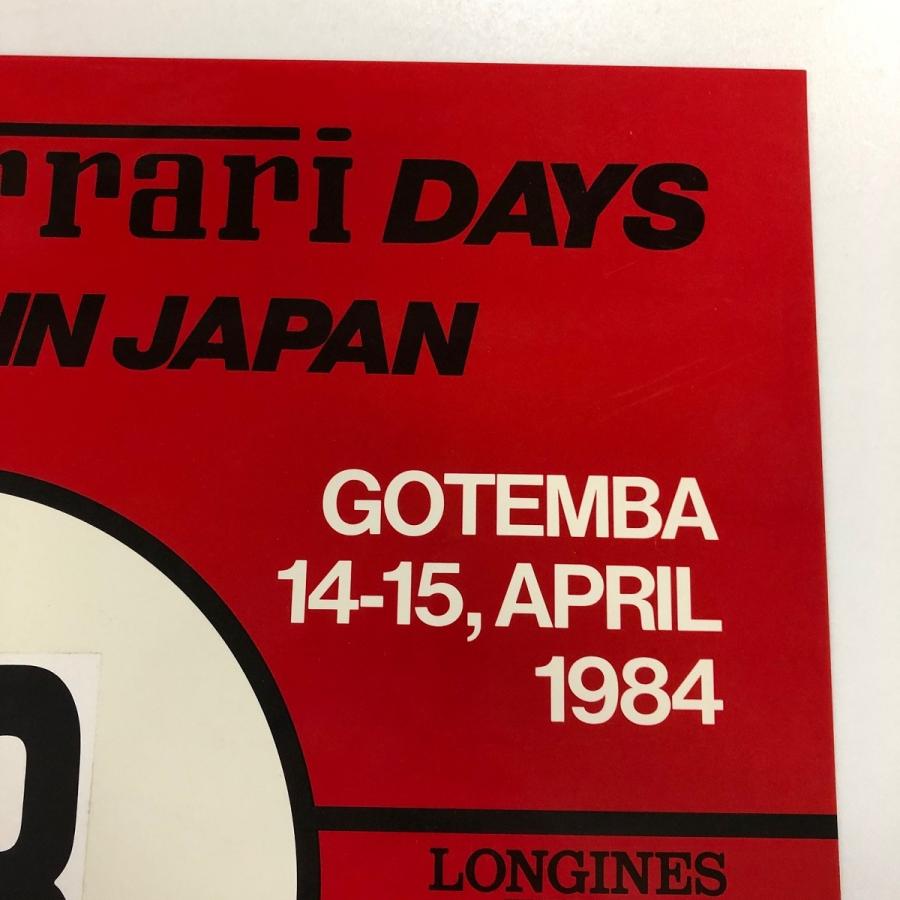 rrari DAYS
IN JAPAN
GOTEMBA
14-15, APRIL
1984
LONGINES